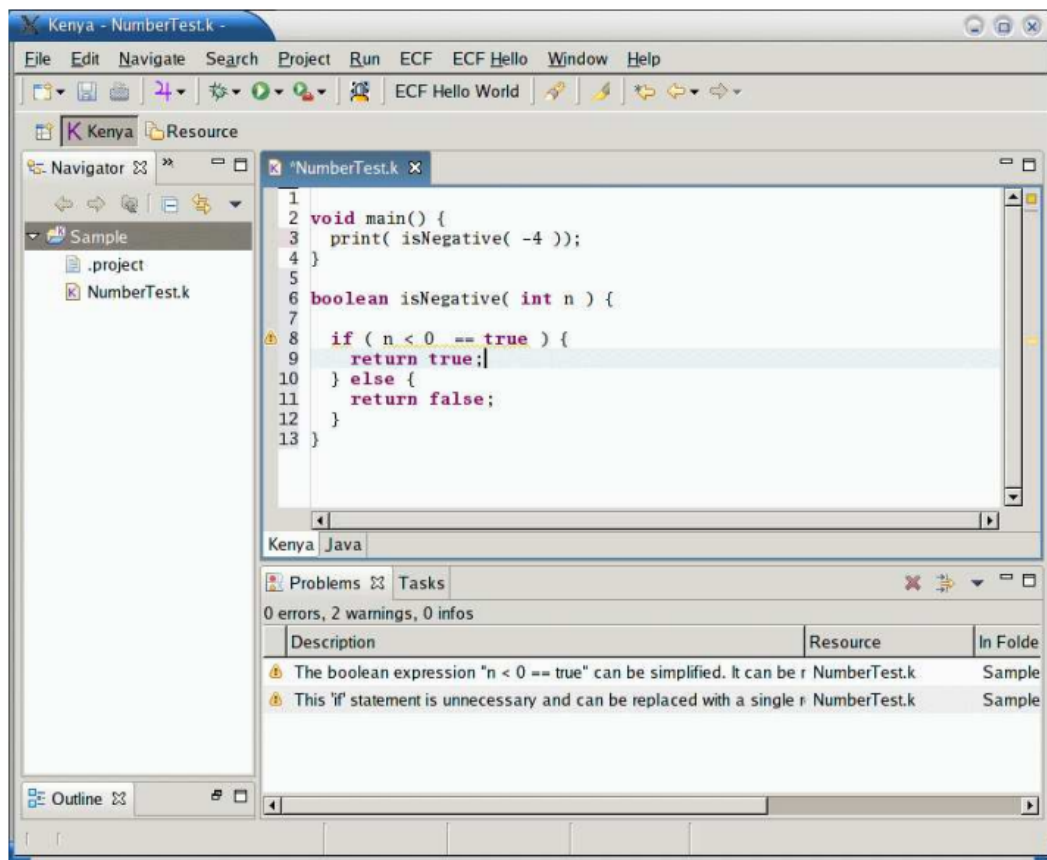 Kenya - NumberTest.k -
File Edit Navigate Search Project Run ECF ECF Hello Window Help
ECF Hello World
Kenya Resource
Navigator
Sample
.project
NumberTest.k
*NumberTest.k
1
2 void main() {
3 print( isNegative( -4 ));
4 }
5
6 boolean isNegative( int n ) {
7
8 if ( n < 0 == true ) {
9 return true;
10 } else {
11 return false;
12 }
13 }
Kenya Java
Problems Tasks
0 errors, 2 warnings, 0 infos
Description Resource In Folde
The boolean expression "n < 0 == true" can be simplified. It can be r NumberTest.k Sample
This 'if' statement is unnecessary and can be replaced with a single r NumberTest.k Sample
Outline